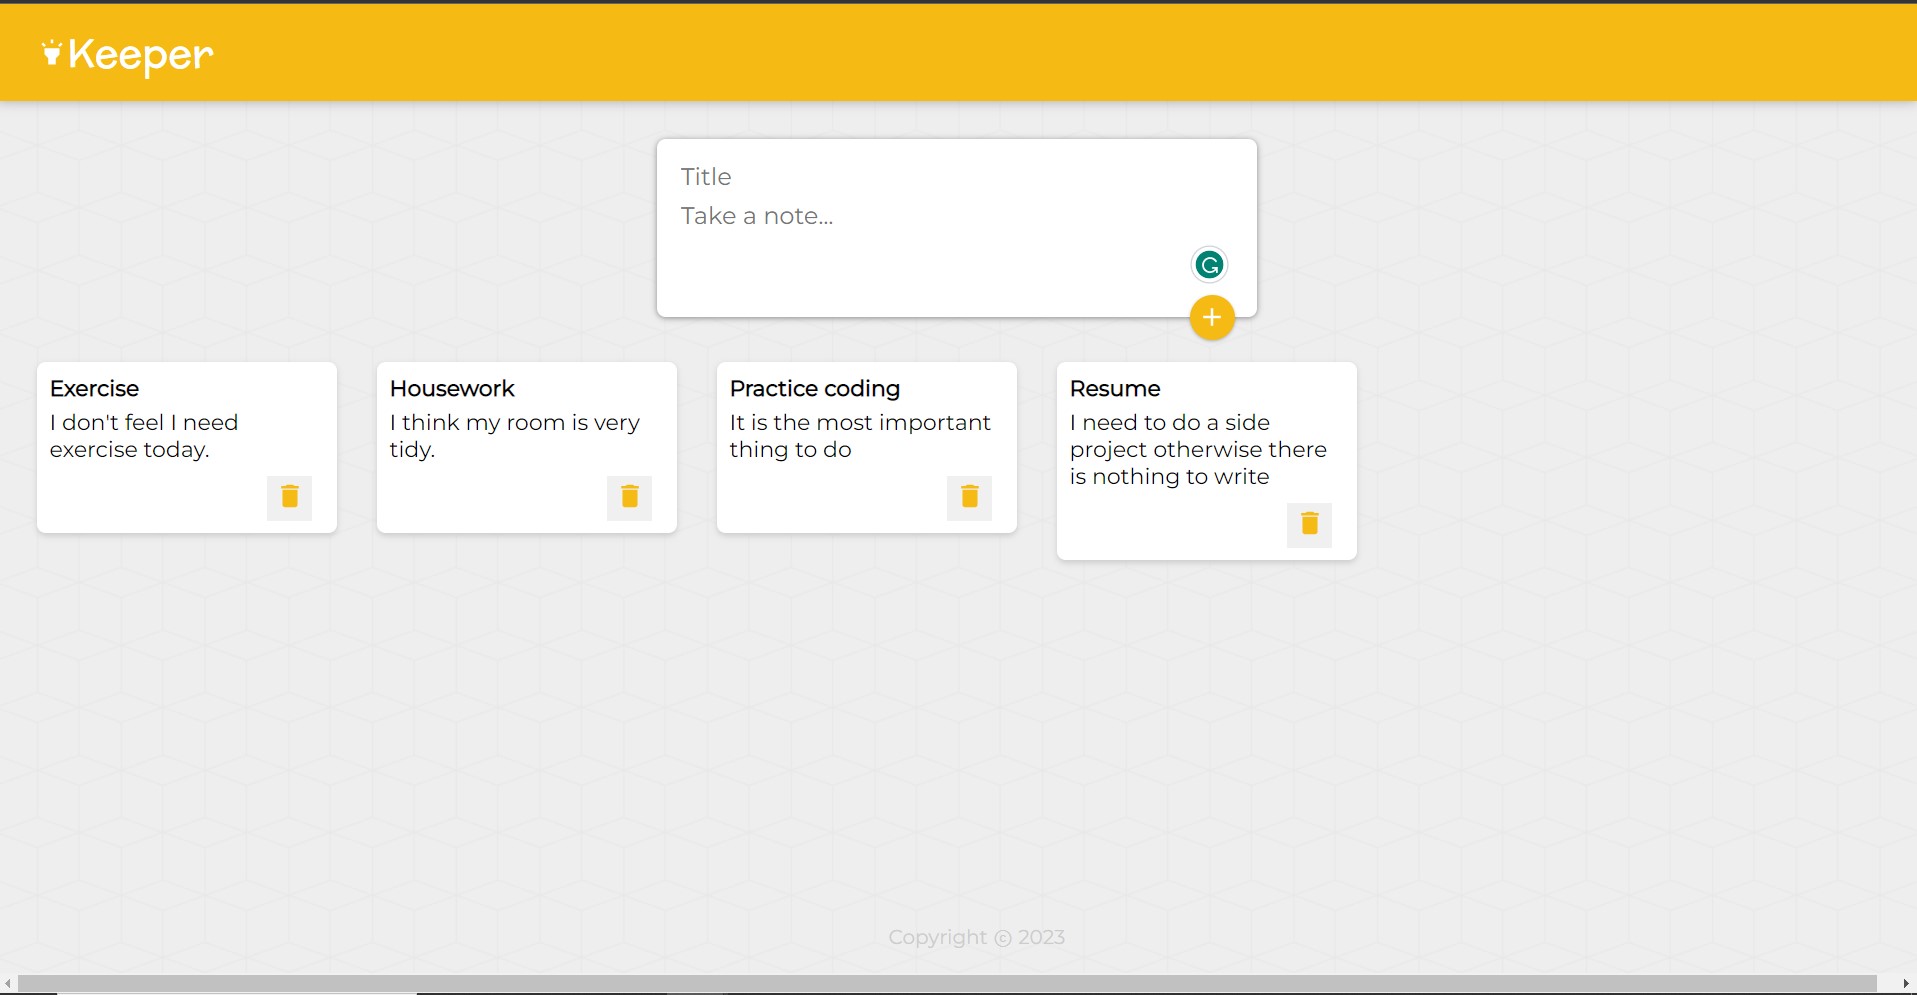 Keeper
Title
Take a note...
Exercise
I don't feel I need
exercise today.
Housework
I think my room is very
tidy.
Practice coding
It is the most important
thing to do
Resume
I need to do a side
project otherwise there
is nothing to write
Copyright © 2023